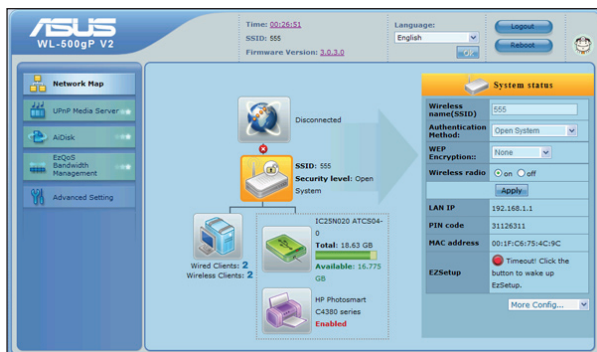 ASUS
WL-500gP V2
Time: 00:26:51
SSID: 555
Firmware Version: 3.0.3.0
Language:
English
OK
Logout
Reboot
Network Map
UPnP Media Server
AiDisk
EzQoS
Bandwidth
Management
Advanced Setting
Disconnected
SSID: 555
Security level: Open
System
Wired Clients: 2
Wireless Clients: 2
IC25N020 ATCS04-
0
Total: 18.63 GB
Available: 16.775
GB
HP Photosmart
C4380 series
Enabled
System status
Wireless
name(SSID)
555
Authentication
Method:
Open System
WEP
Encryption::
None
Wireless radio
on off
Apply
LAN IP
192.168.1.1
PIN code
31126311
MAC address
00:1F:C6:75:4C:9C
EZSetup
Timeout! Click the
button to wake up
EzSetup.
More Config...